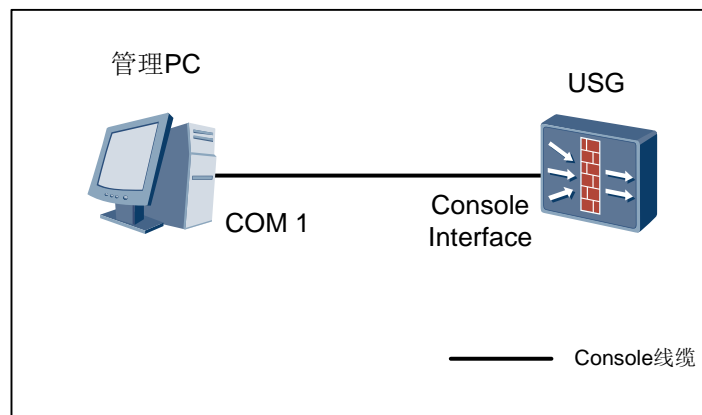 管理PC
USG
COM 1
Console
Interface
Console线缆